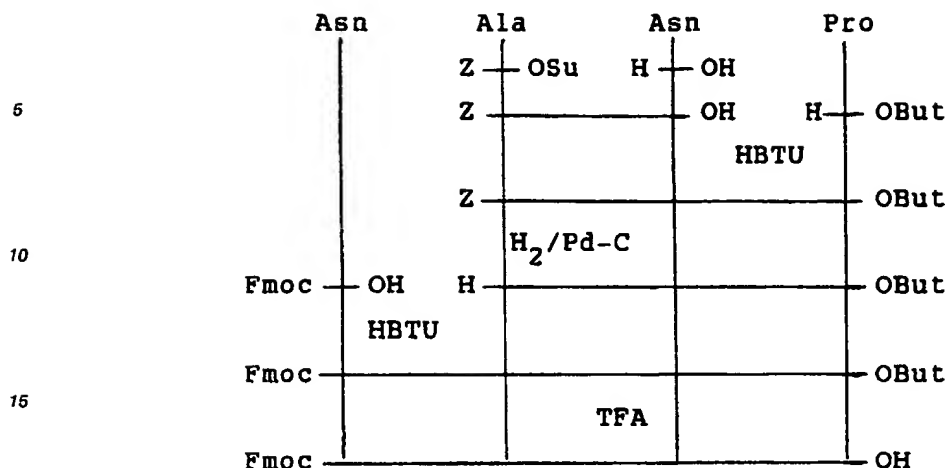 Asn Ala Asn Pro
Z OSu H OH
5 Z OH H OBut
HBTU
Z OBut
10 H2/Pd-C
Fmoc OH H OBut
HBTU
Fmoc OBut
15 TFA
Fmoc OH